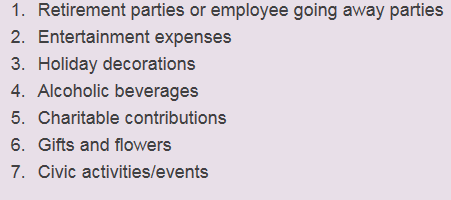 1. Retirement parties or employee going away parties
2. Entertainment expenses
3. Holiday decorations
4. Alcoholic beverages
5. Charitable contributions
6. Gifts and flowers
7. Civic activities/events